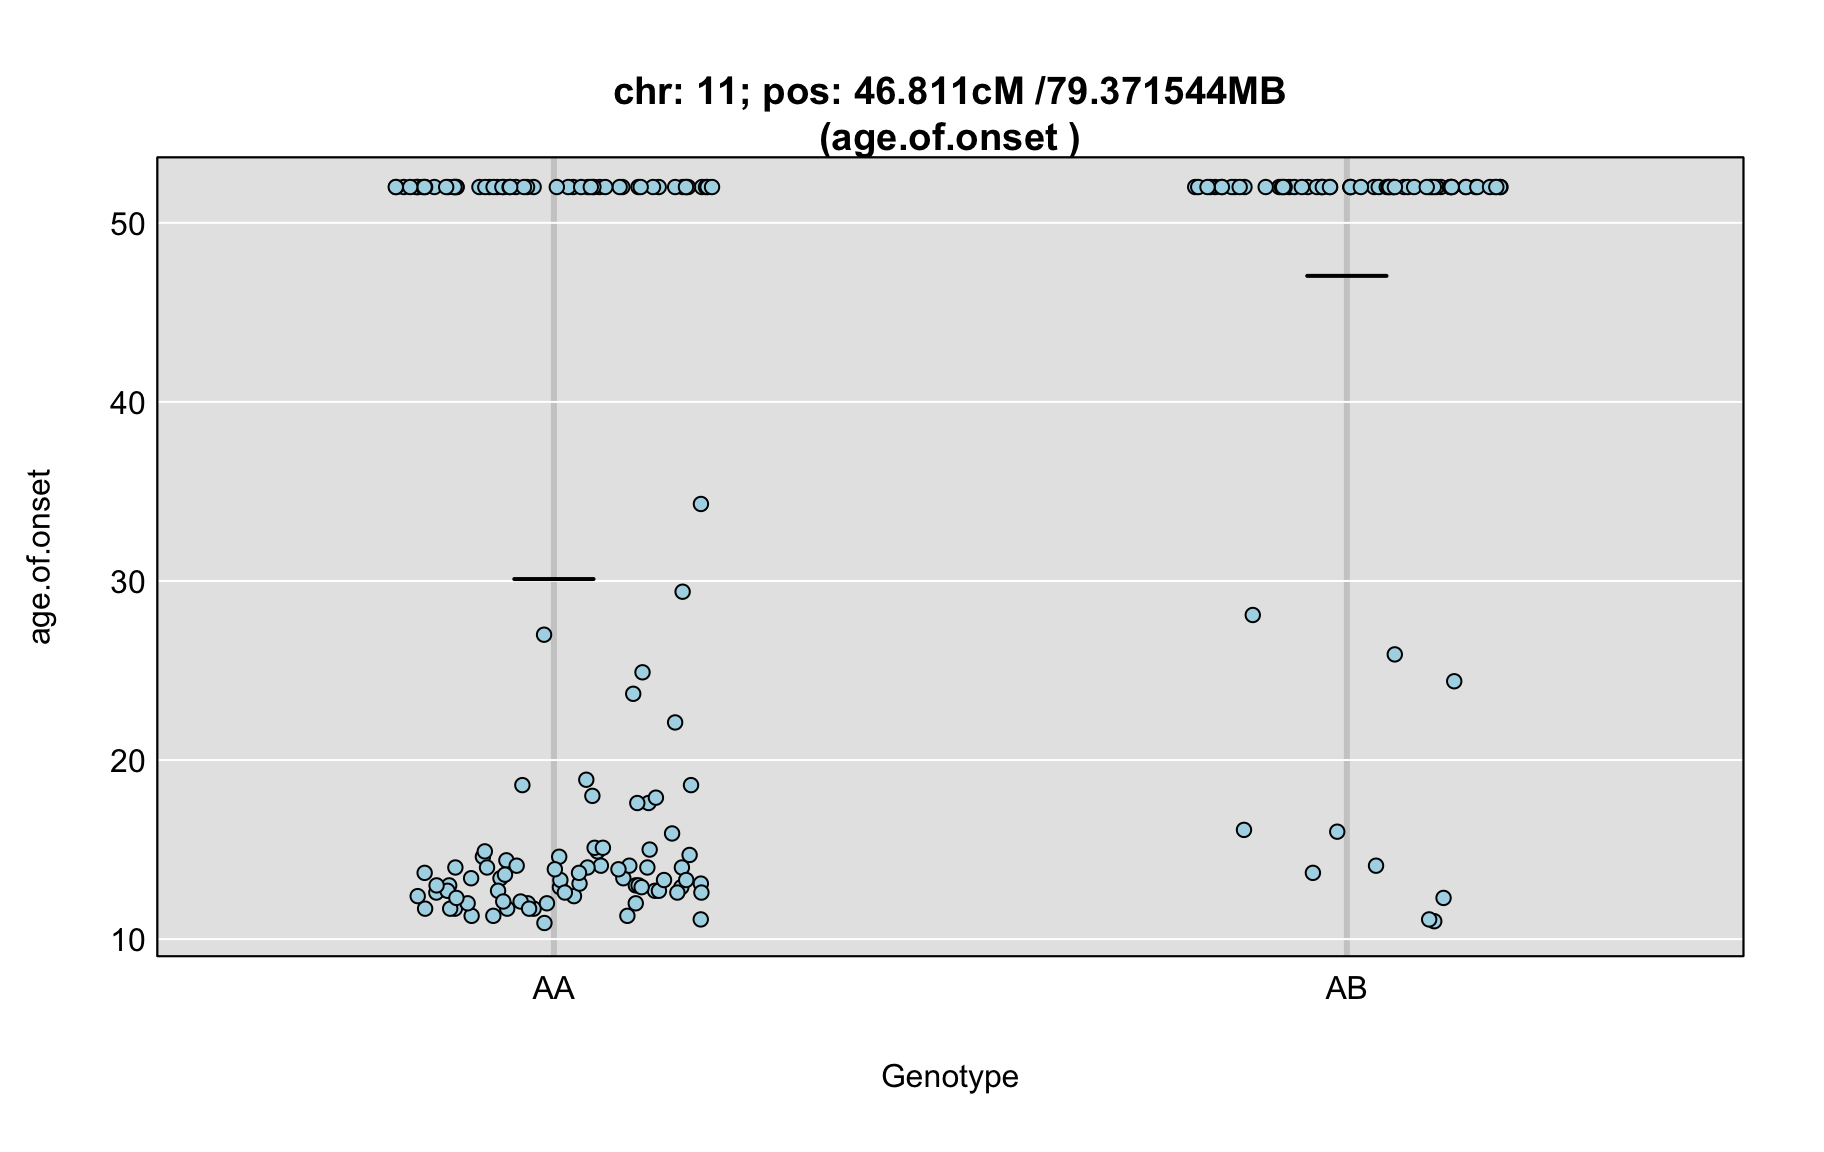 chr: 11; pos: 46.811cM /79.371544MB
(age.of.onset )
50
40
30
20
10
age.of.onset
AA AB
Genotype